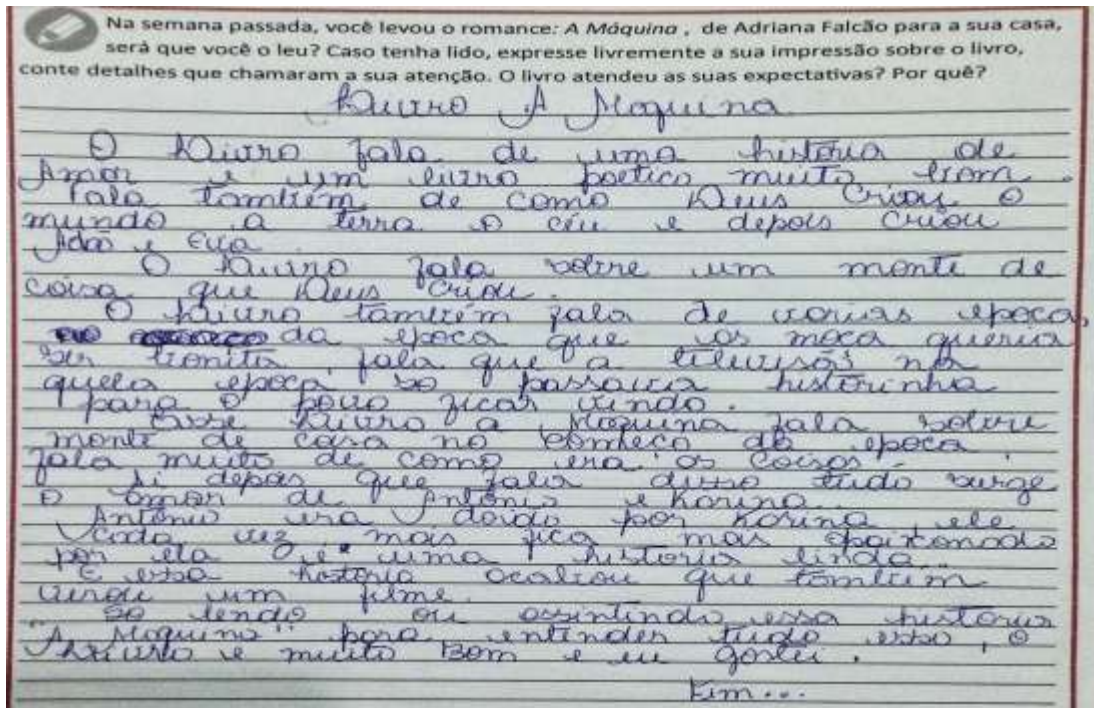 Na semana passada, você levou o romance: A Máquina , de Adriana Falcão para a sua casa,
será que você o leu? Caso tenha lido, expresse livremente a sua impressão sobre o livro,
conte detalhes que chamaram a sua atenção. O livro atendeu as suas expectativas? Por quê?
Livro A Maquina
O Livro fala de uma história de
Amor e um livro poetico muito bom.
Fala também de como Deus Criou o
mundo a terra o céu e depois criou
Adão e Eva
O Livro fala sobre um monte de
coisa que Deus criou.
O Livro também fala de varias epoca,
da epoca que as moça queria
ser bonita, fala que a televisão na
quela epoca so passava historinha
para o povo ficar vindo.
Esse Livro a Maquina fala sobre
monte de casa no começo da epoca
fala muito de como era as coisas.
Ai depois que fala disso tudo surge
o amor de Antônio e Karina.
Antônio era doido por Karina, ele
cada vez mais fica mas apaixonado
por ela e uma historia linda...
E essa historia acabou que também
virou um filme.
So lendo ou assintindo essa historia
"A Maquina" para entender tudo isso, o
Livro e muito Bom e eu gostei.
Fim...